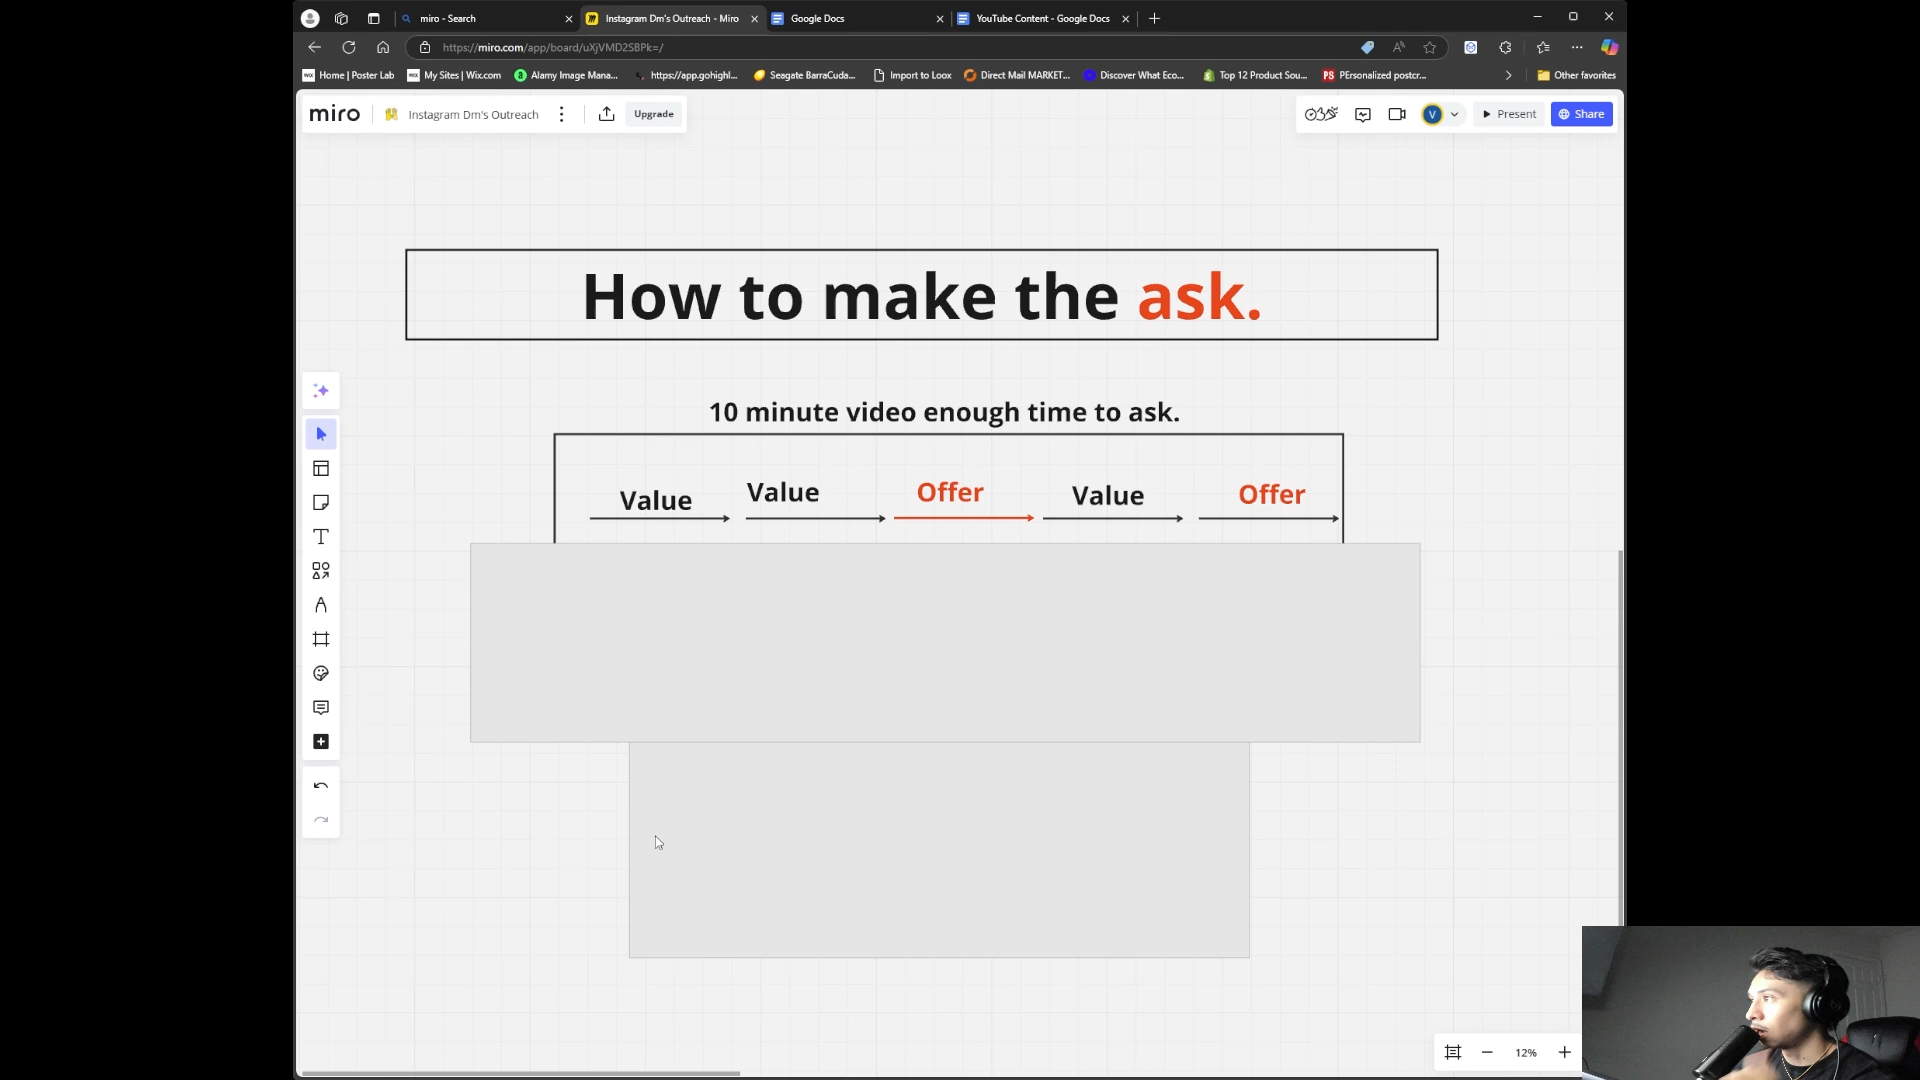 miro - Search
Instagram Dm's Outreach - Miro
Google Docs
YouTube Content - Google Docs
https://miro.com/app/board/uXjVMD2SBPk=/
Home | Poster Lab
My Sites | Wix.com
Alamy Image Mana...
https://app.gohighl...
Seagate BarraCuda...
Import to Loox
Direct Mail MARKET...
Discover What Eco...
Top 12 Product Sou...
PErsonalized postcr...
Other favorites
miro
Instagram Dm's Outreach
Upgrade
V
Present
Share
How to make the ask.
10 minute video enough time to ask.
Value
Value
Offer
Value
Offer
12%